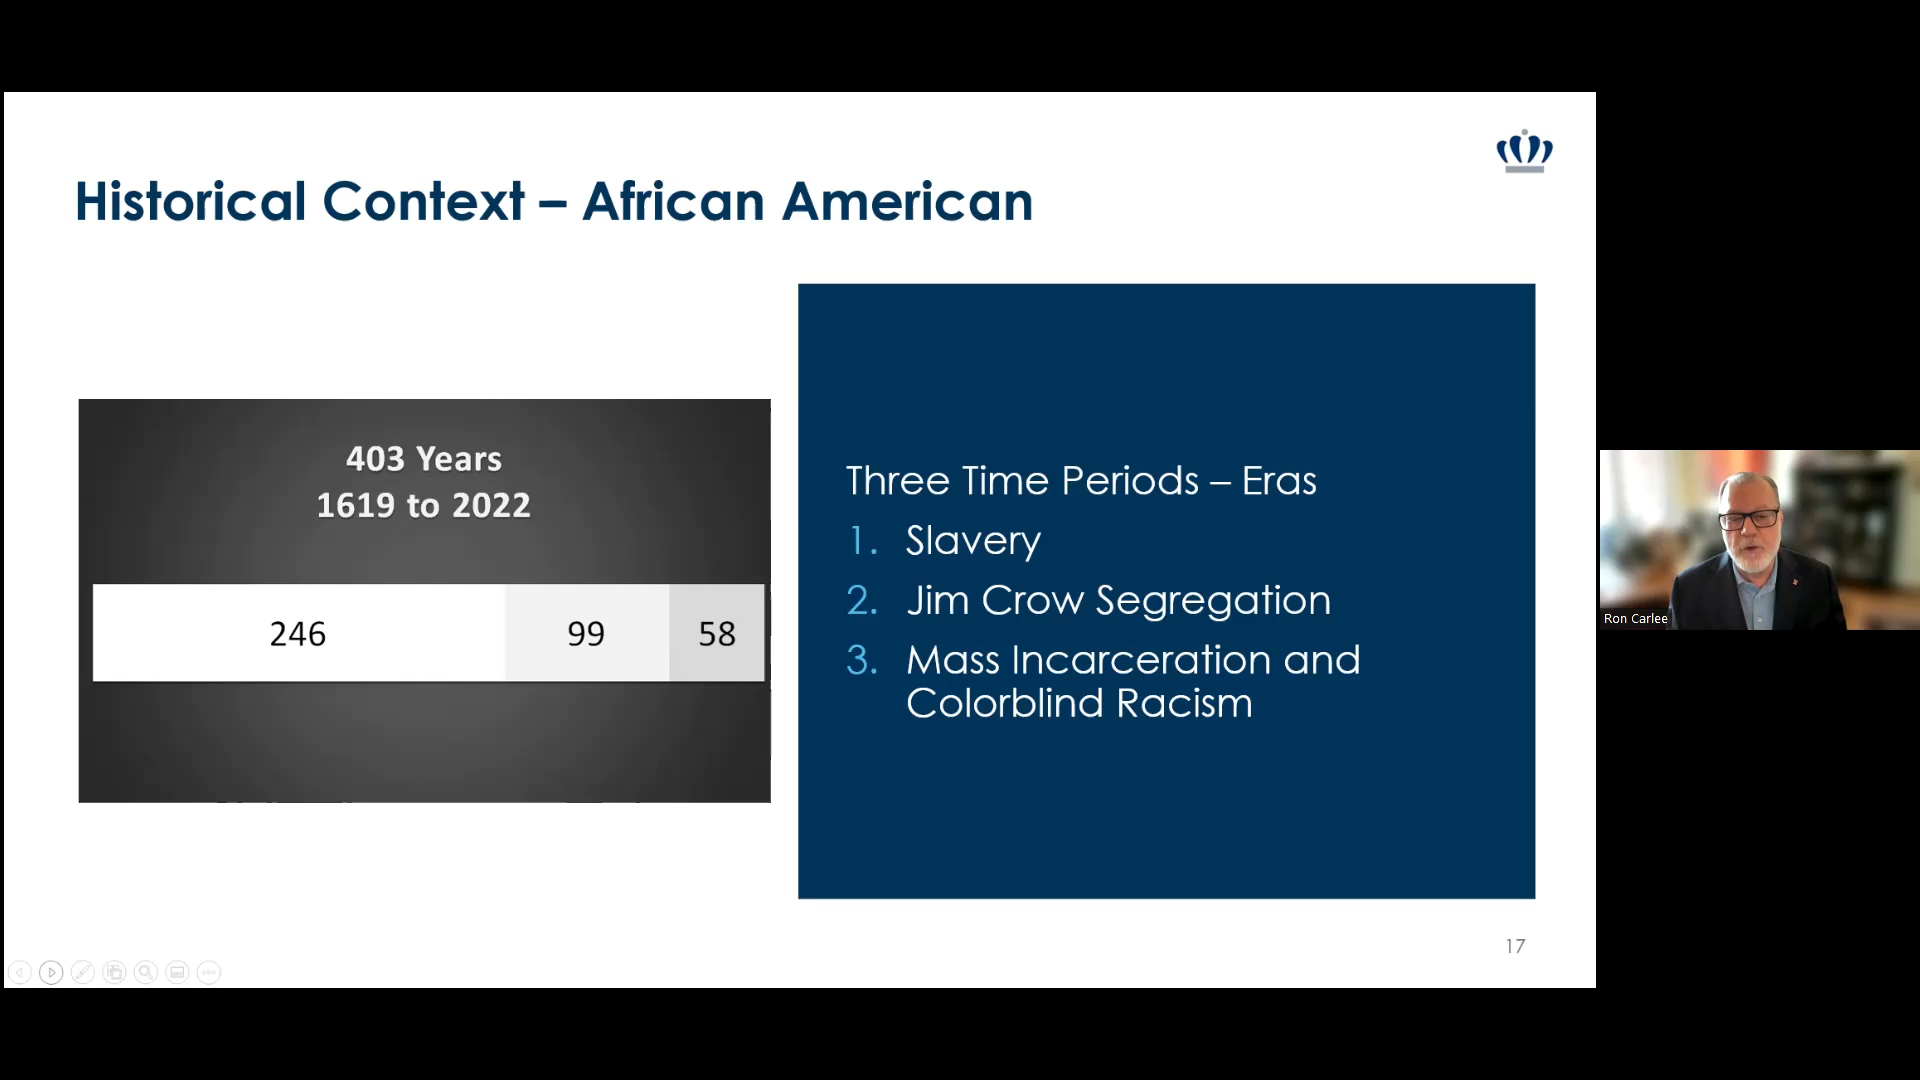 Historical Context – African American
403 Years
1619 to 2022
246 99 58
Three Time Periods – Eras
1. Slavery
2. Jim Crow Segregation
3. Mass Incarceration and
Colorblind Racism
17
Ron Carlee